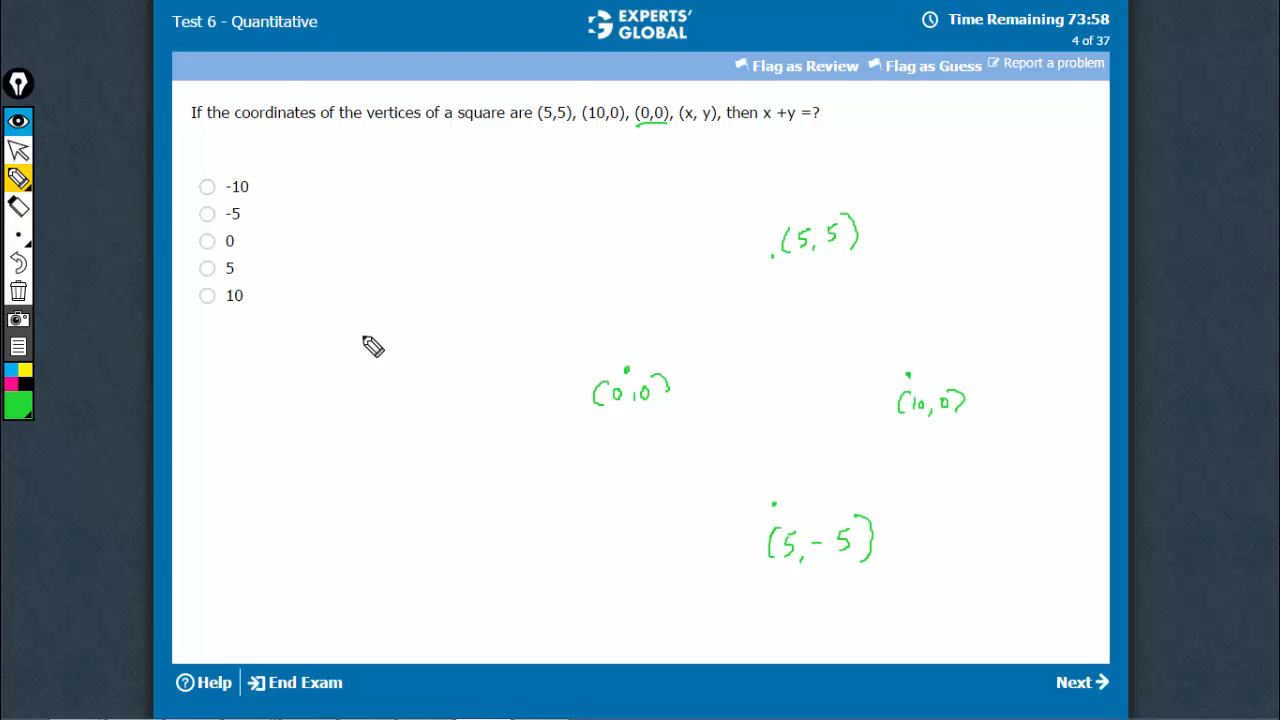 Test 6 - Quantitative
EXPERTS'
GLOBAL
Time Remaining 73:58
4 of 37
Flag as Review
Flag as Guess
Report a problem
If the coordinates of the vertices of a square are (5,5), (10,0), (0,0), (x, y), then x +y =?
-10
-5
0
5
10
(5, 5)
(0,0)
(10,0)
(5,-5)
Help
End Exam
Next